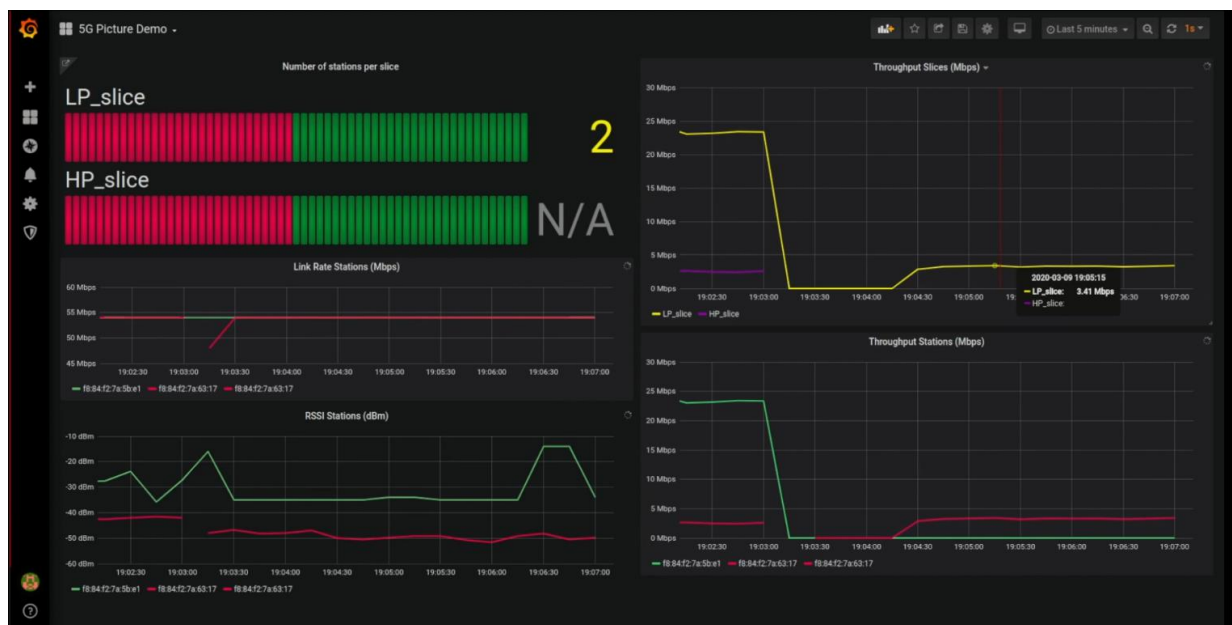 5G Picture Demo
Last 5 minutes
1s
Number of stations per slice
LP_slice
2
HP_slice
N/A
Link Rate Stations (Mbps)
60 Mbps
55 Mbps
50 Mbps
45 Mbps
19:02:30 19:03:00 19:03:30 19:04:00 19:04:30 19:05:00 19:05:30 19:06:00 19:06:30 19:07:00
f8:84:f2:7a:5b:e1 f8:84:f2:7a:63:17 f8:84:f2:7a:63:17
RSSI Stations (dBm)
-10 dBm
-20 dBm
-30 dBm
-40 dBm
-50 dBm
-60 dBm
19:02:30 19:03:00 19:03:30 19:04:00 19:04:30 19:05:00 19:05:30 19:06:00 19:06:30 19:07:00
f8:84:f2:7a:5b:e1 f8:84:f2:7a:63:17 f8:84:f2:7a:63:17
Throughput Slices (Mbps)
30 Mbps
25 Mbps
20 Mbps
15 Mbps
10 Mbps
5 Mbps
0 Mbps
2020-03-09 19:05:15
LP_slice: 3.41 Mbps
HP_slice:
19:02:30 19:03:00 19:03:30 19:04:00 19:04:30 19:05:00 19: 6:30 19:07:00
LP_slice HP_slice
Throughput Stations (Mbps)
30 Mbps
25 Mbps
20 Mbps
15 Mbps
10 Mbps
5 Mbps
0 Mbps
19:02:30 19:03:00 19:03:30 19:04:00 19:04:30 19:05:00 19:05:30 19:06:00 19:06:30 19:07:00
f8:84:f2:7a:5b:e1 f8:84:f2:7a:63:17 f8:84:f2:7a:63:17